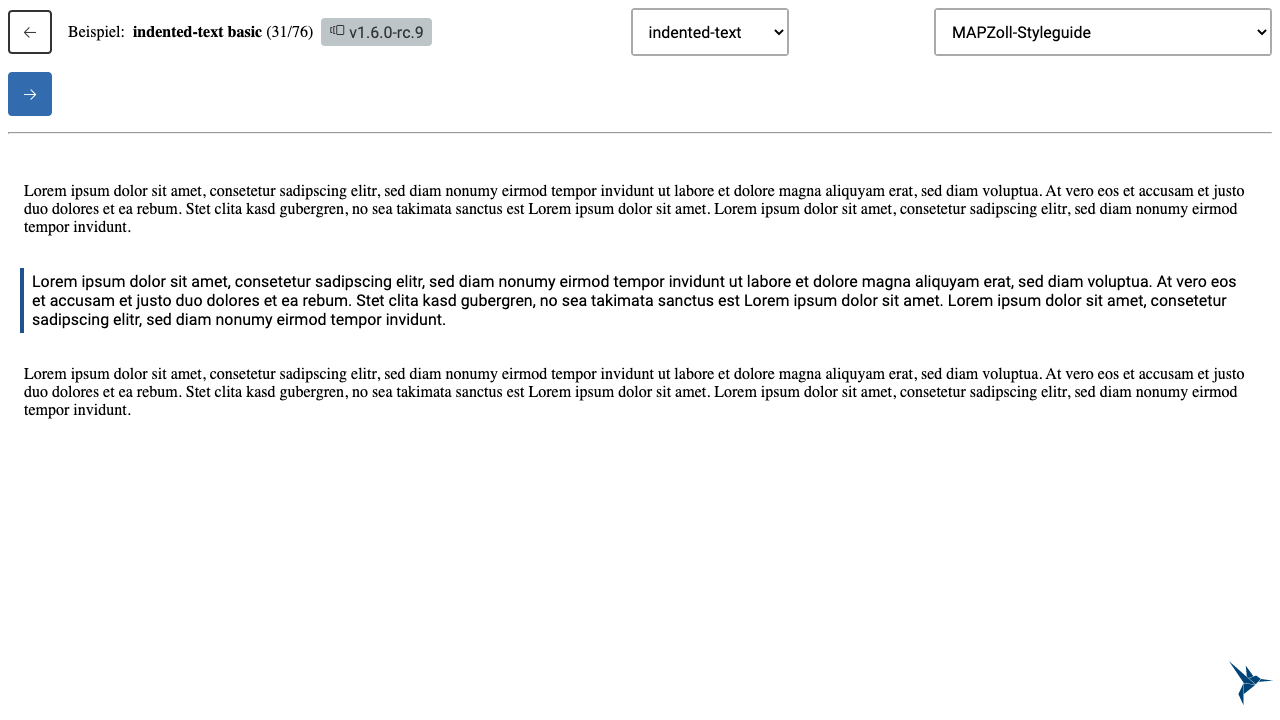 Beispiel: indented-text basic (31/76) v1.6.0-rc.9 indented-text MAPZoll-Styleguide
Lorem ipsum dolor sit amet, consetetur sadipscing elitr, sed diam nonumy eirmod tempor invidunt ut labore et dolore magna aliquyam erat, sed diam voluptua. At vero eos et accusam et justo
duo dolores et ea rebum. Stet clita kasd gubergren, no sea takimata sanctus est Lorem ipsum dolor sit amet. Lorem ipsum dolor sit amet, consetetur sadipscing elitr, sed diam nonumy eirmod
tempor invidunt.
Lorem ipsum dolor sit amet, consetetur sadipscing elitr, sed diam nonumy eirmod tempor invidunt ut labore et dolore magna aliquyam erat, sed diam voluptua. At vero eos
et accusam et justo duo dolores et ea rebum. Stet clita kasd gubergren, no sea takimata sanctus est Lorem ipsum dolor sit amet. Lorem ipsum dolor sit amet, consetetur
sadipscing elitr, sed diam nonumy eirmod tempor invidunt.
Lorem ipsum dolor sit amet, consetetur sadipscing elitr, sed diam nonumy eirmod tempor invidunt ut labore et dolore magna aliquyam erat, sed diam voluptua. At vero eos et accusam et justo
duo dolores et ea rebum. Stet clita kasd gubergren, no sea takimata sanctus est Lorem ipsum dolor sit amet. Lorem ipsum dolor sit amet, consetetur sadipscing elitr, sed diam nonumy eirmod
tempor invidunt.